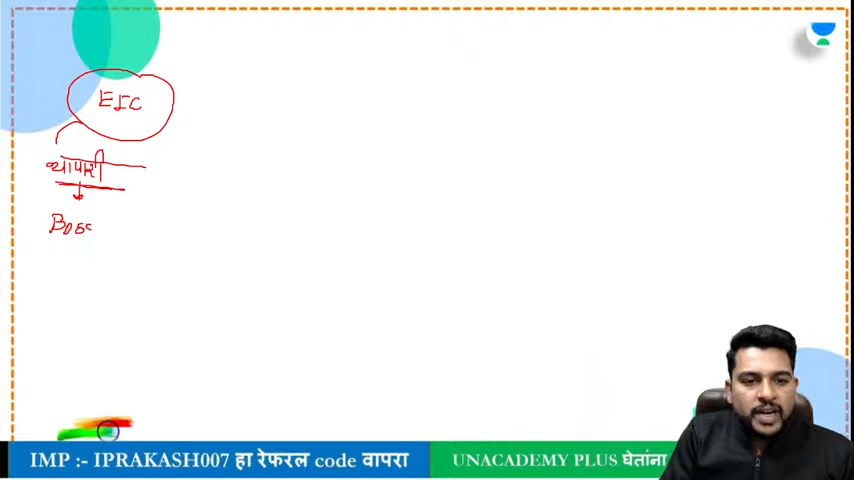 EIC
व्यापारी
Boss
IMP :- IPRAKASH007 हा रेफरल code वापरा
UNACADEMY PLUS घेतांना